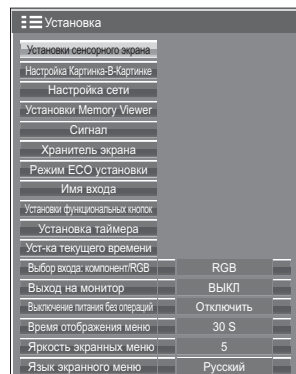 Установка
Установки сенсорного экрана
Настройка Картинка-В-Картинке
Настройка сети
Установки Memory Viewer
Сигнал
Хранитель экрана
Режим ECO установки
Имя входа
Установки функциональных кнопок
Установка таймера
Уст-ка текущего времени
Выбор входа: компонент/RGB RGB
Выход на монитор ВЫКЛ
Выключение питания без операций Отключить
Время отображения меню 30 S
Яркость экранных меню 5
Язык экранного меню Русский